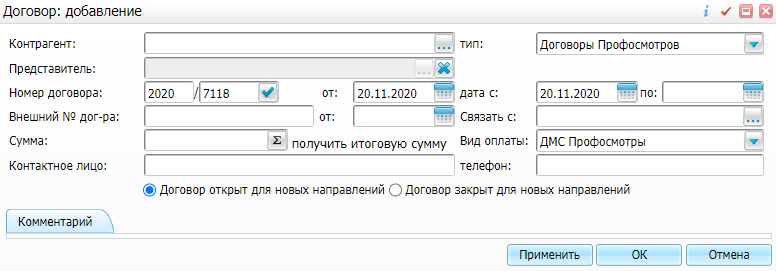 Договор: добавление
Контрагент: ... тип: Договоры Профосмотров
Представитель: ...
Номер договора: 2020 / 7118 от: 20.11.2020 дата с: 20.11.2020 по:
Внешний № дог-ра: от: Связать с: ...
Сумма: Σ получить итоговую сумму Вид оплаты: ДМС Профосмотры
Контактное лицо: телефон:
Договор открыт для новых направлений Договор закрыт для новых направлений
Комментарий
Применить ОК Отмена